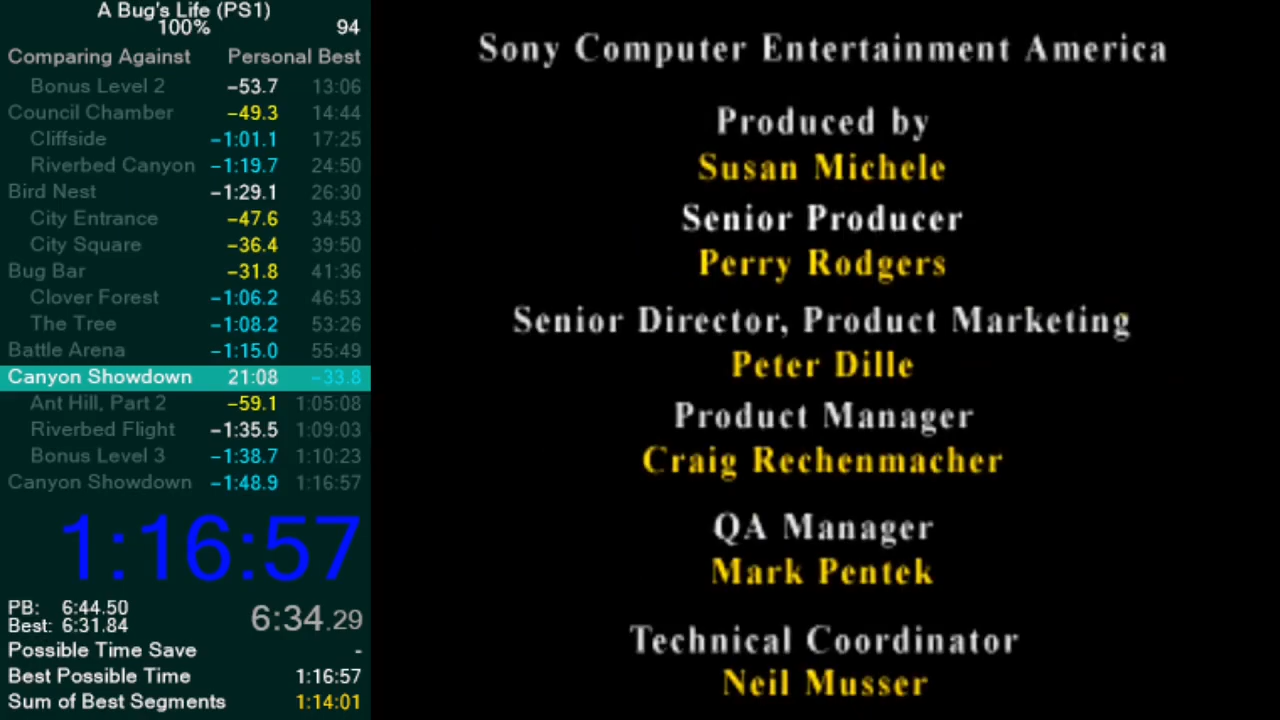 A Bug's Life (PS1)
100% 94
Comparing Against Personal Best
Bonus Level 2 −53.7 13:06
Council Chamber −49.3 14:44
Cliffside −1:01.1 17:25
Riverbed Canyon −1:19.7 24:50
Bird Nest −1:29.1 26:30
City Entrance −47.6 34:53
City Square −36.4 39:50
Bug Bar −31.8 41:36
Clover Forest −1:06.2 46:53
The Tree −1:08.2 53:26
Battle Arena −1:15.0 55:49
Canyon Showdown 21:08 −33.8
Ant Hill, Part 2 −59.1 1:05:08
Riverbed Flight −1:35.5 1:09:03
Bonus Level 3 −1:38.7 1:10:23
Canyon Showdown −1:48.9 1:16:57
1:16:57
PB: 6:44.50
Best: 6:31.84
6:34.29
Possible Time Save -
Best Possible Time 1:16:57
Sum of Best Segments 1:14:01
Sony Computer Entertainment America
Produced by
Susan Michele
Senior Producer
Perry Rodgers
Senior Director, Product Marketing
Peter Dille
Product Manager
Craig Rechenmacher
QA Manager
Mark Pentek
Technical Coordinator
Neil Musser